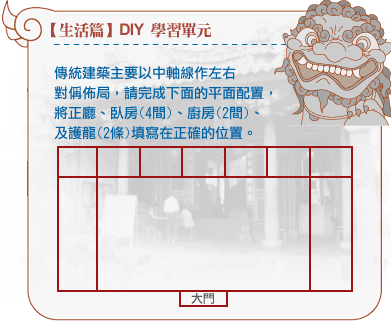 【生活篇】DIY 學習單元
傳統建築主要以中軸線作左右
對偁佈局，請完成下面的平面配置，
將正廳、臥房(4間)、廚房(2間)、
及護龍(2條)填寫在正確的位置。
大門